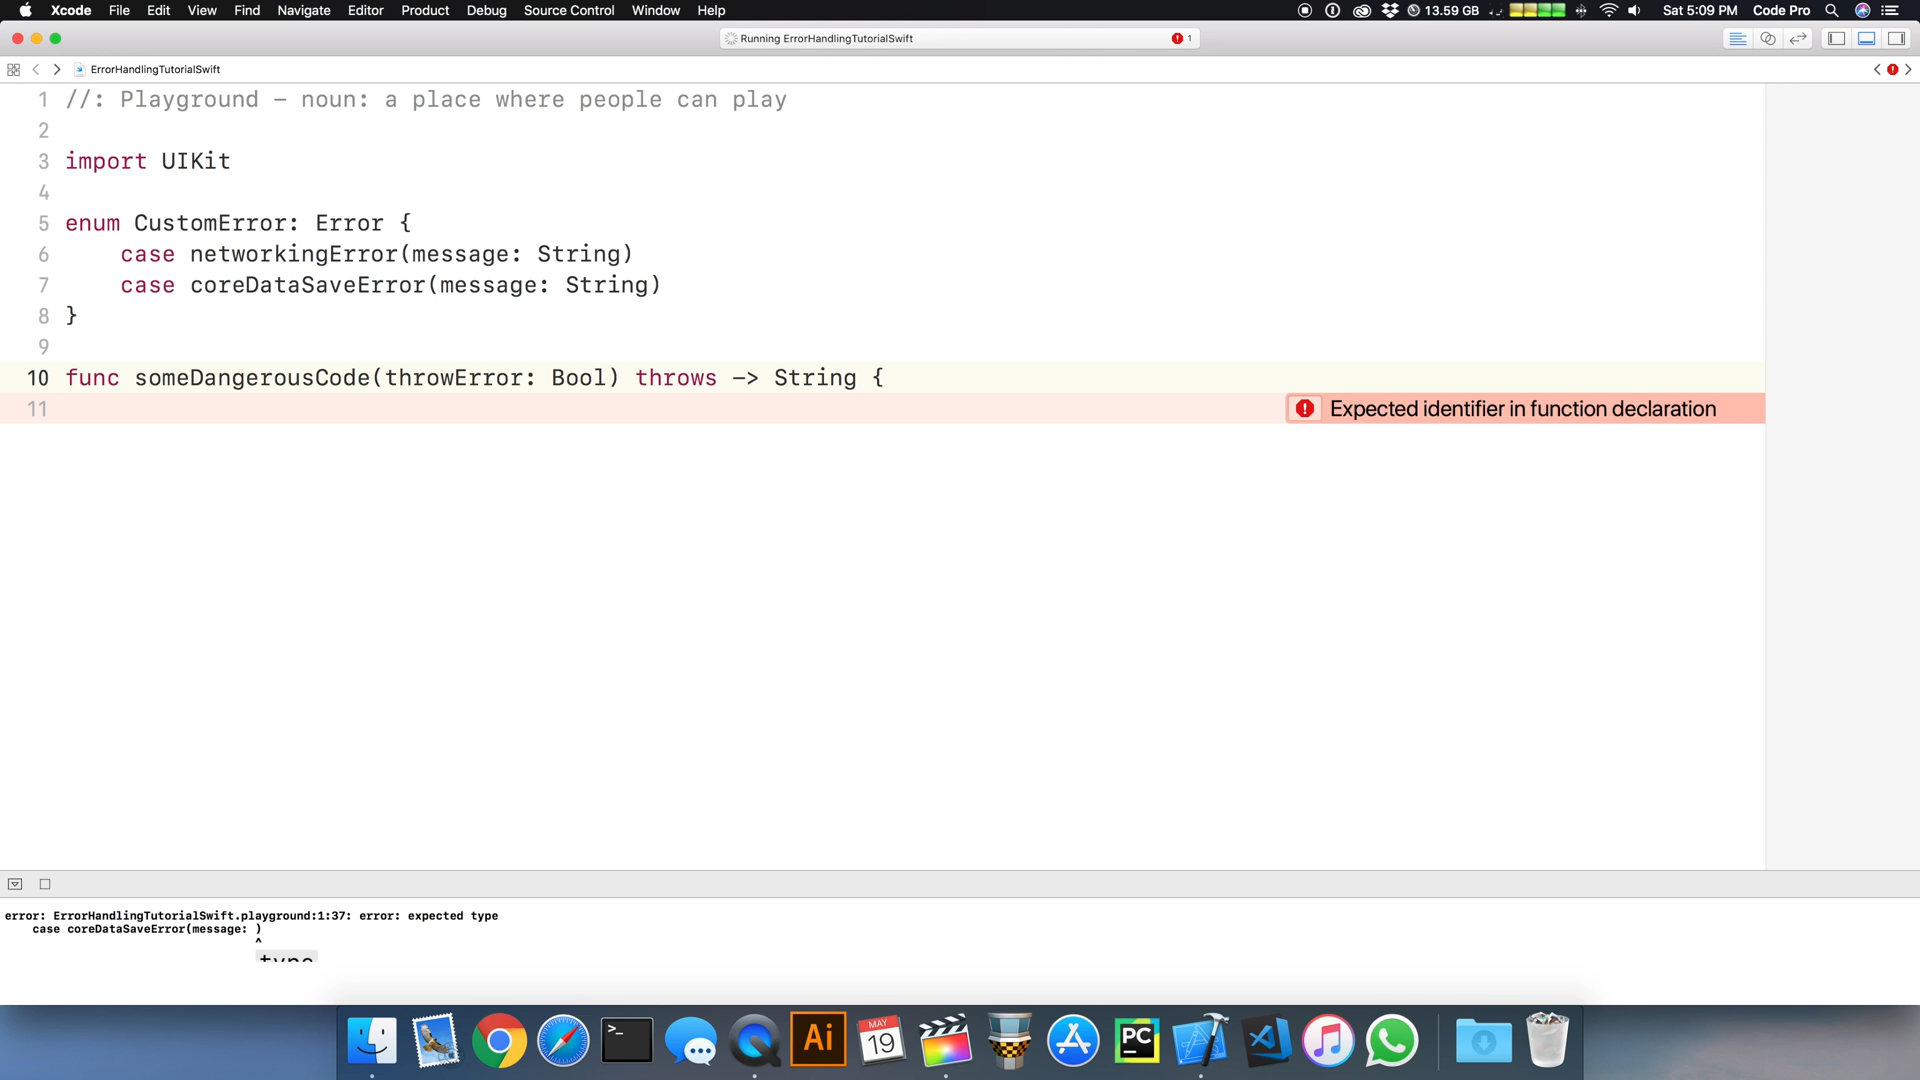 Xcode File Edit View Find Navigate Editor Product Debug Source Control Window Help 13.59 GB Sat 5:09 PM Code Pro
Running ErrorHandlingTutorialSwift 1
ErrorHandlingTutorialSwift
1 //: Playground - noun: a place where people can play
2
3 import UIKit
4
5 enum CustomError: Error {
6 case networkingError(message: String)
7 case coreDataSaveError(message: String)
8 }
9
10 func someDangerousCode(throwError: Bool) throws -> String {
11 Expected identifier in function declaration
error: ErrorHandlingTutorialSwift.playground:1:37: error: expected type
case coreDataSaveError(message: )
^
type
>_ Ai MAY 19 PC